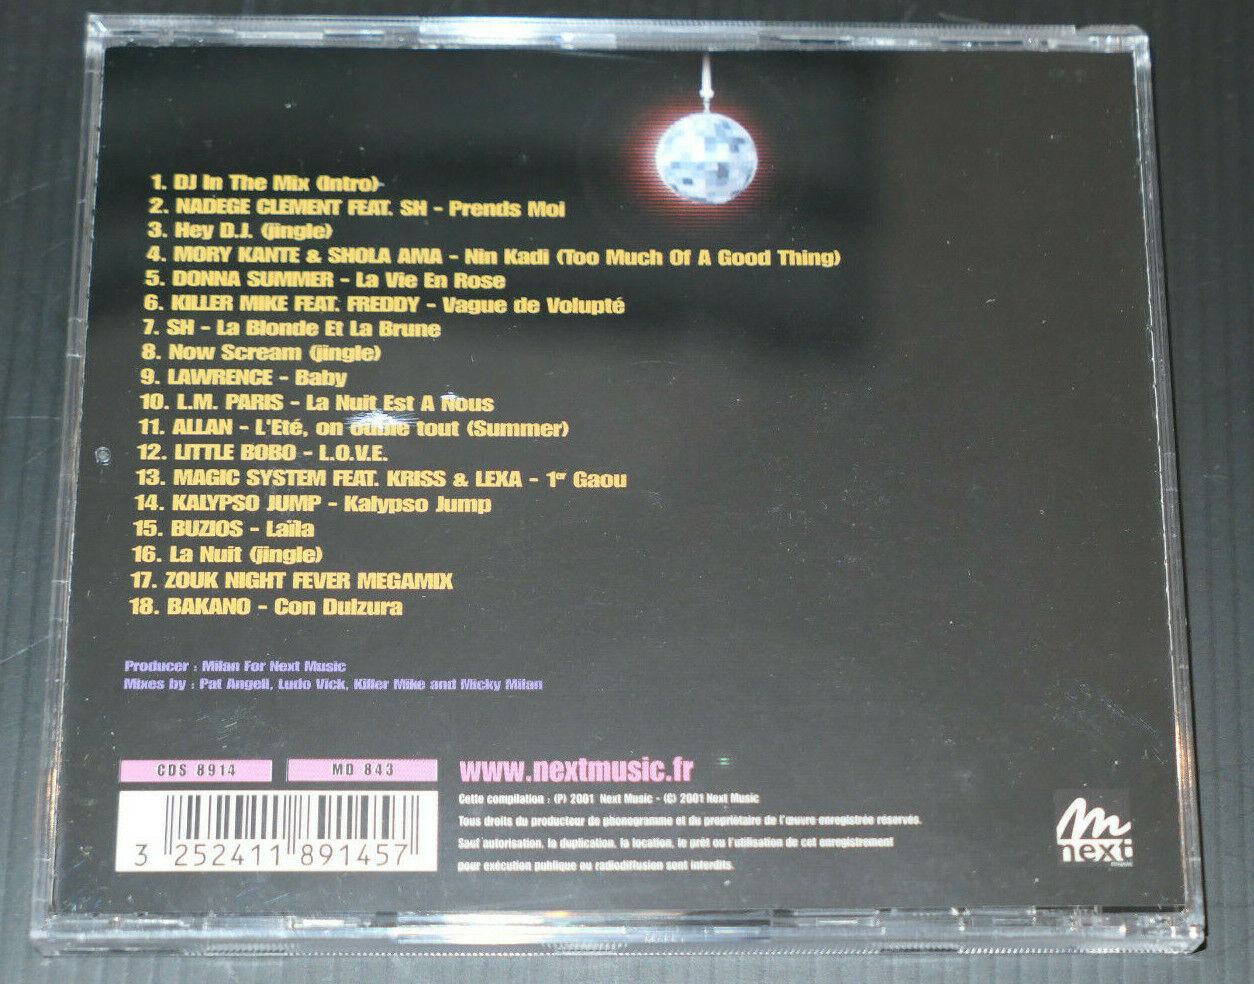 1. DJ In The Mix (Intro)
2. NADEGE CLEMENT FEAT. SH - Prends Moi
3. Hey D.J. (jingle)
4. MORY KANTE & SHOLA AMA - Nin Kadi (Too Much Of A Good Thing)
5. DONNA SUMMER - La Vie En Rose
6. KILLER MIKE FEAT. FREDDY - Vague de Volupté
7. SH - La Blonde Et La Brune
8. Now Scream (jingle)
9. LAWRENCE - Baby
10. L.M. PARIS - La Nuit Est A Nous
11. ALLAN - L'Eté, on oublie tout (Summer)
12. LITTLE BOBO - L.O.V.E.
13. MAGIC SYSTEM FEAT. KRISS & LEXA - 1er Gaou
14. KALYPSO JUMP - Kalypso Jump
15. BUZIOS - Laïla
16. La Nuit (jingle)
17. ZOUK NIGHT FEVER MEGAMIX
18. BAKANO - Con Dulzura
Producer : Milan For Next Music
Mixes by : Pat Angeli, Ludo Vick, Killer Mike and Micky Milan
CDS 8914 MD 843
3 252411 891457
www.nextmusic.fr
Cette compilation : (P) 2001 Next Music - (C) 2001 Next Music
Tous droits du producteur de phonogramme et du propriétaire de l'œuvre enregistrée réservés.
Sauf autorisation, la duplication, la location, le prêt ou l'utilisation de cet enregistrement
pour exécution publique ou radiodiffusion sont interdits.
next